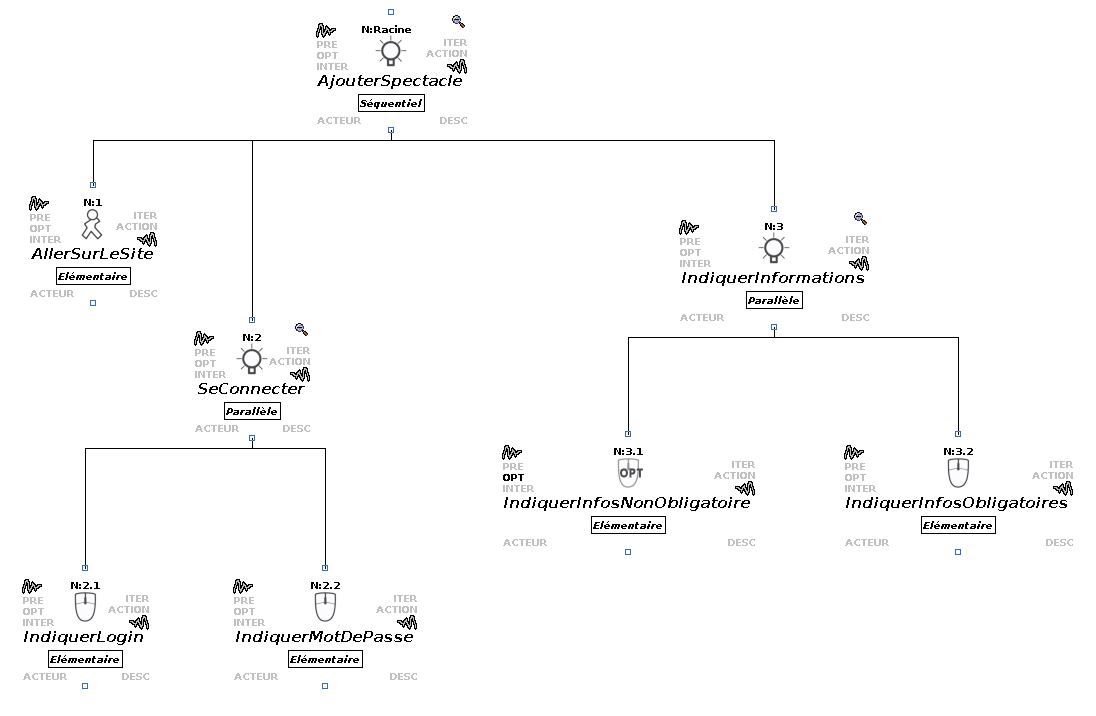 N:Racine
PRE
OPT
INTER
ITER
ACTION
AjouterSpectacle
Séquentiel
ACTEUR DESC
N:1
PRE
OPT
INTER
ITER
ACTION
AllerSurLeSite
Elémentaire
ACTEUR DESC
N:3
PRE
OPT
INTER
ITER
ACTION
IndiquerInformations
Parallèle
ACTEUR DESC
N:2
PRE
OPT
INTER
ITER
ACTION
SeConnecter
Parallèle
ACTEUR DESC
N:3.1
PRE
OPT
INTER
OPT
ITER
ACTION
IndiquerInfosNonObligatoire
Elémentaire
ACTEUR DESC
N:3.2
PRE
OPT
INTER
ITER
ACTION
IndiquerInfosObligatoires
Elémentaire
ACTEUR DESC
N:2.1
PRE
OPT
INTER
ITER
ACTION
IndiquerLogin
Elémentaire
ACTEUR DESC
N:2.2
PRE
OPT
INTER
ITER
ACTION
IndiquerMotDePasse
Elémentaire
ACTEUR DESC